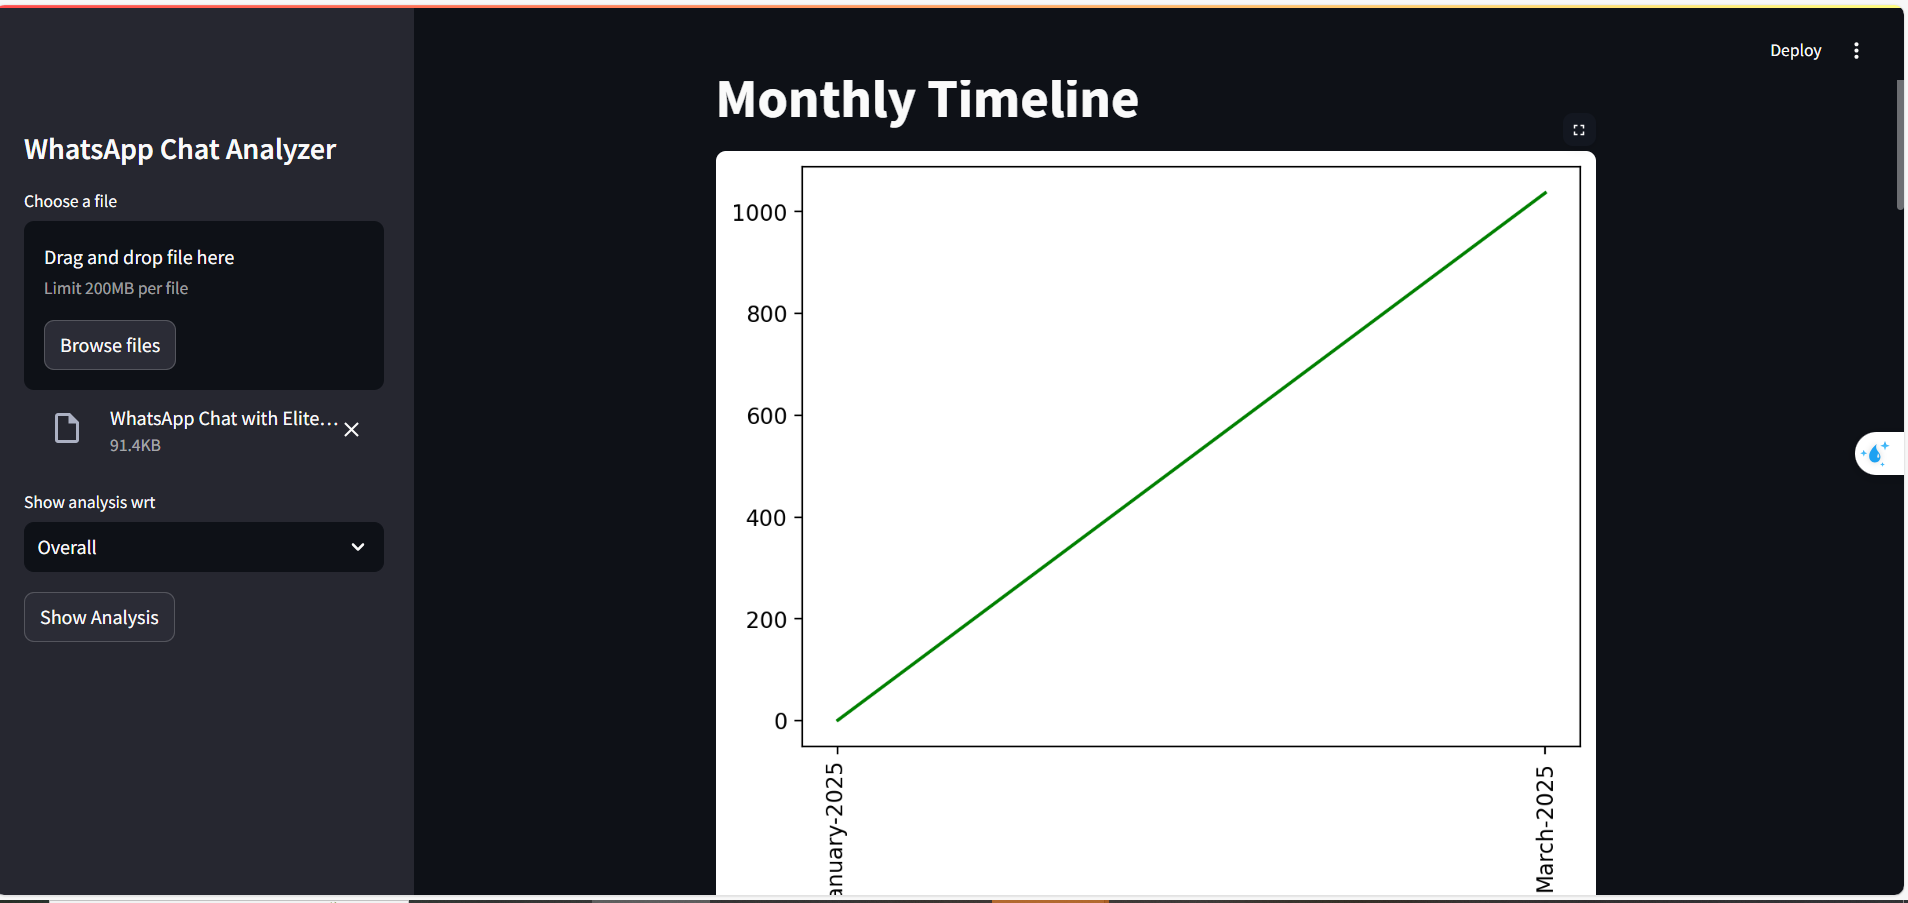 Deploy
WhatsApp Chat Analyzer
Choose a file
Drag and drop file here
Limit 200MB per file
Browse files
WhatsApp Chat with Elite...
91.4KB
Show analysis wrt
Overall
Show Analysis
Monthly Timeline
1000
800
600
400
200
0
anuary-2025
March-2025